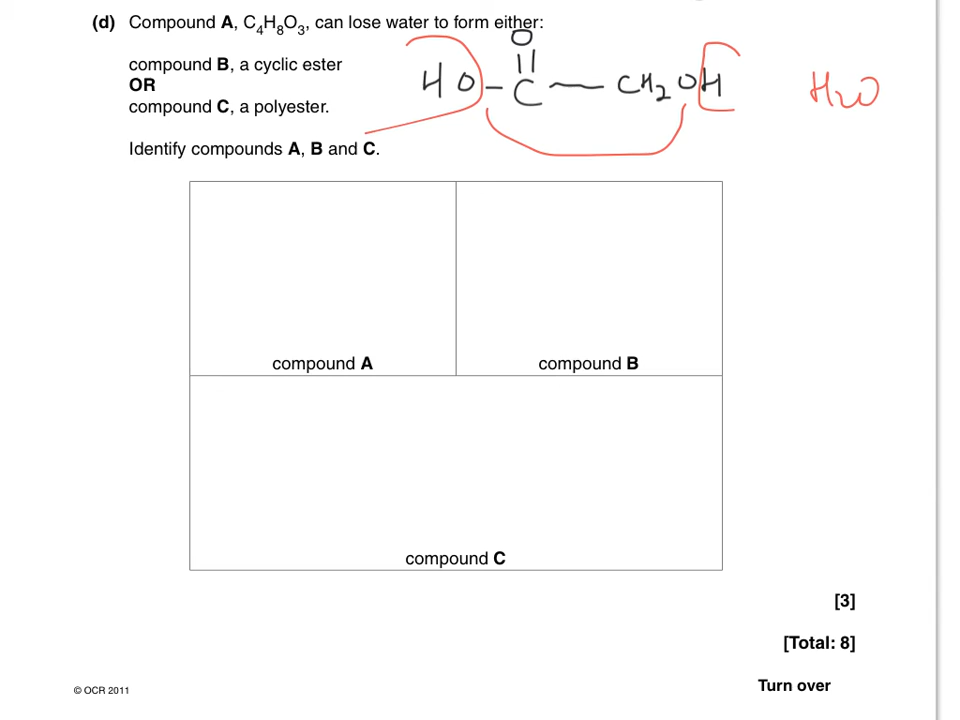 (d) Compound A, C₄H₈O₃, can lose water to form either:
compound B, a cyclic ester
OR
compound C, a polyester.
O
HO-C-CH₂OH
H₂O
Identify compounds A, B and C.
compound A
compound B
compound C
[3]
[Total: 8]
© OCR 2011
Turn over